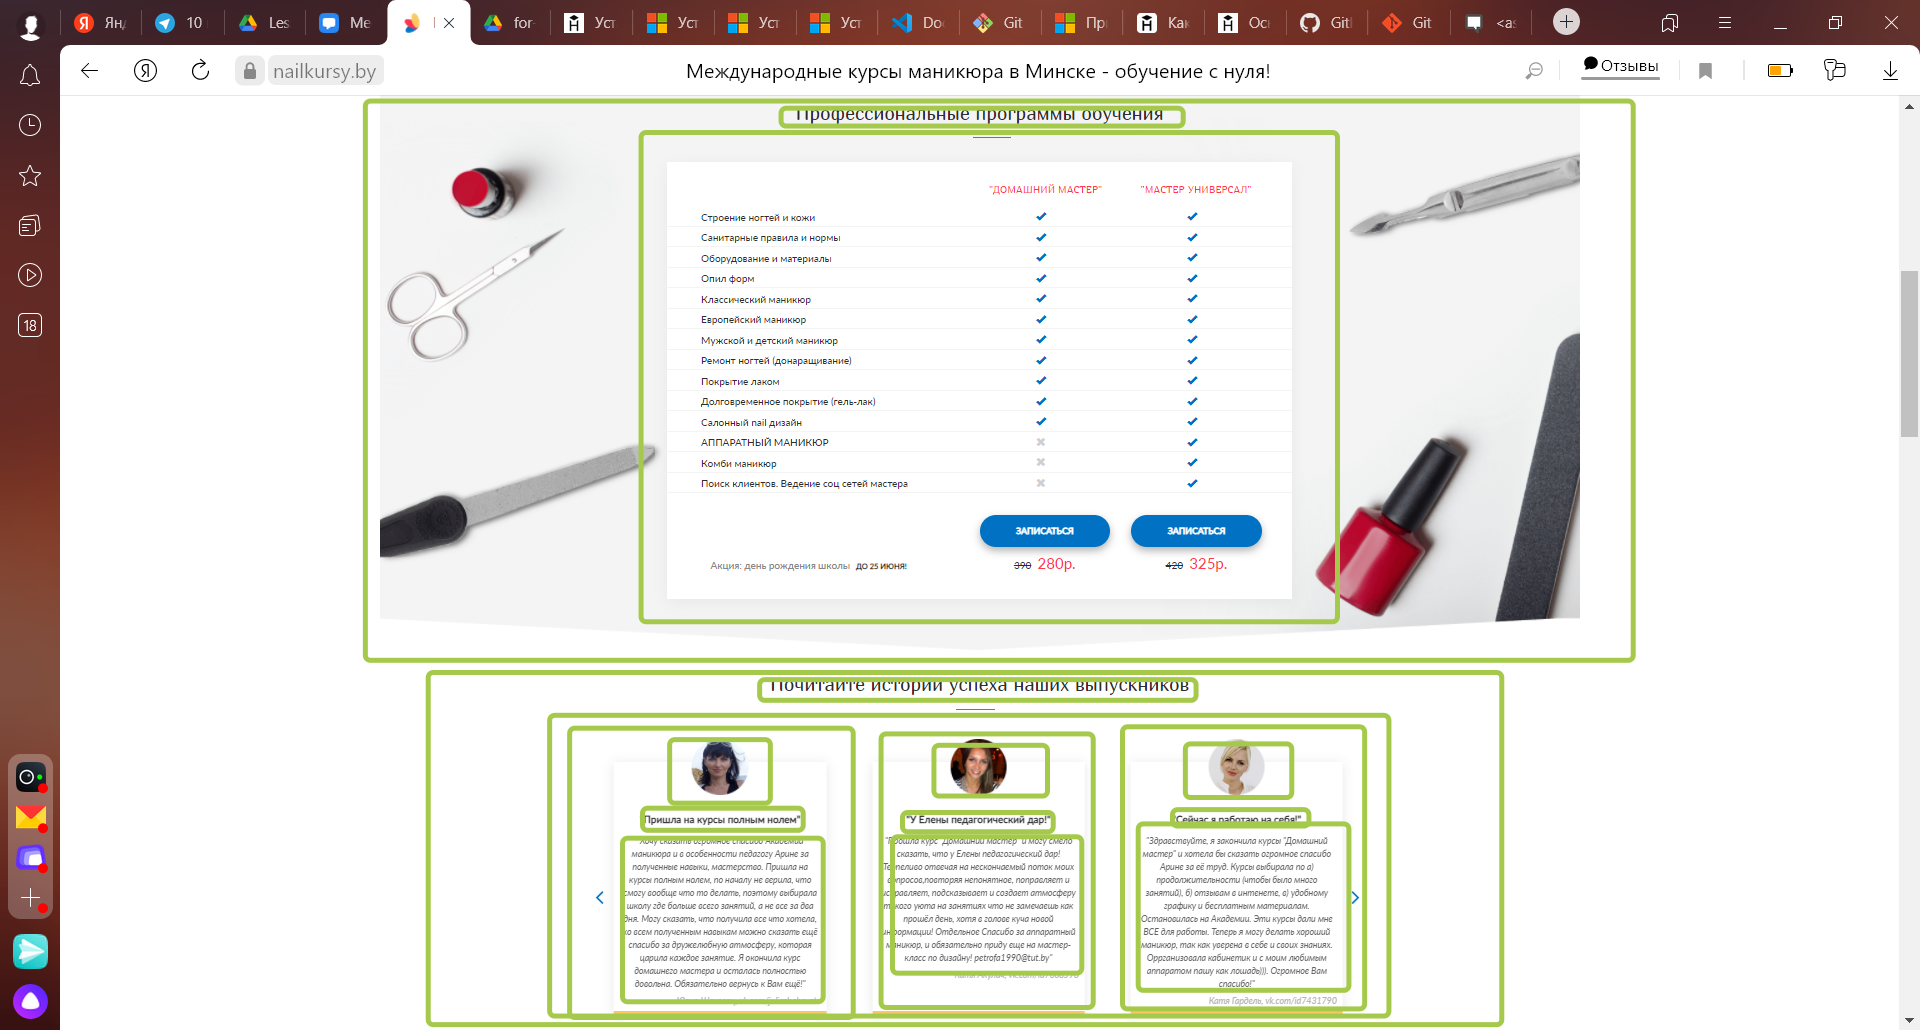 Янд
10
Les
Ме
for
Уст
Уст
Уст
Уст
Do
Git
Пр
Как
Ос
Gitl
Git
<as
nailkursy.by
Международные курсы маникюра в Минске - обучение с нуля!
Отзывы
18
Профессиональные программы обучения
"ДОМАШНИЙ МАСТЕР" "МАСТЕР УНИВЕРСАЛ"
Строение ногтей и кожи
Санитарные правила и нормы
Оборудование и материалы
Опил форм
Классический маникюр
Европейский маникюр
Мужской и детский маникюр
Ремонт ногтей (донаращивание)
Покрытие лаком
Долговременное покрытие (гель-лак)
Салонный nail дизайн
АППАРАТНЫЙ МАНИКЮР
Комби маникюр
Поиск клиентов. Ведение соц сетей мастера
ЗАПИСАТЬСЯ ЗАПИСАТЬСЯ
Акция: день рождения школы ДО 25 ИЮНЯ! 390 280р. 420 325р.
Почитайте истории успеха наших выпускников
"Пришла на курсы полным нолем"
Хочу сказать огромное спасибо Академии
маникюра и в особенности педагогу Арине за
полученные навыки, мастерство. Пришла на
курсы полным нолем, по началу не верила, что
смогу вообще что то делать, поэтому выбирала
школу где больше всего занятий, а не все за два
дня. Могу сказать, что получила все что хотела,
ко всем полученным навыкам можно сказать ещё
спасибо за дружелюбную атмосферу, которая
царила каждое занятие. Я окончила курс
домашнего мастера и осталась полностью
довольна. Обязательно вернусь к Вам ещё!"
"У Елены педагогический дар!"
"Прошла курс "Домашний мастер" и могу смело
сказать, что у Елены педагогический дар!
Терпеливо отвечая на нескончаемый поток моих
вопросов,повторяя непонятное, поправляет и
исправляет, подсказывает и создает атмосферу
такого уюта на занятиях что не замечаешь как
прошёл день, хотя в голове куча новой
информации! Отдельное Спасибо за аппаратный
маникюр, и обязательно приду еще на мастер-
класс по дизайну! petrofa1990@tut.by"
"Сейчас я работаю на себя!"
"Здравствуйте, я закончила курсы "Домашний
мастер" и хотела бы сказать огромное спасибо
Арине за её труд. Курсы выбирала по а)
продолжительности (чтобы было много
занятий), б) отзывам в интенете, в) удобному
графику и бесплатным материалам.
Остановилась на Академии. Эти курсы дали мне
ВСЕ для работы. Теперь я могу делать хороший
маникюр, так как уверена в себе и своих знаниях.
Оррганизовала кабинетик и с моим любимым
аппаратом пашу как лошадь))). Огромное Вам
спасибо!"
Катя Гардель, vk.com/id7431790